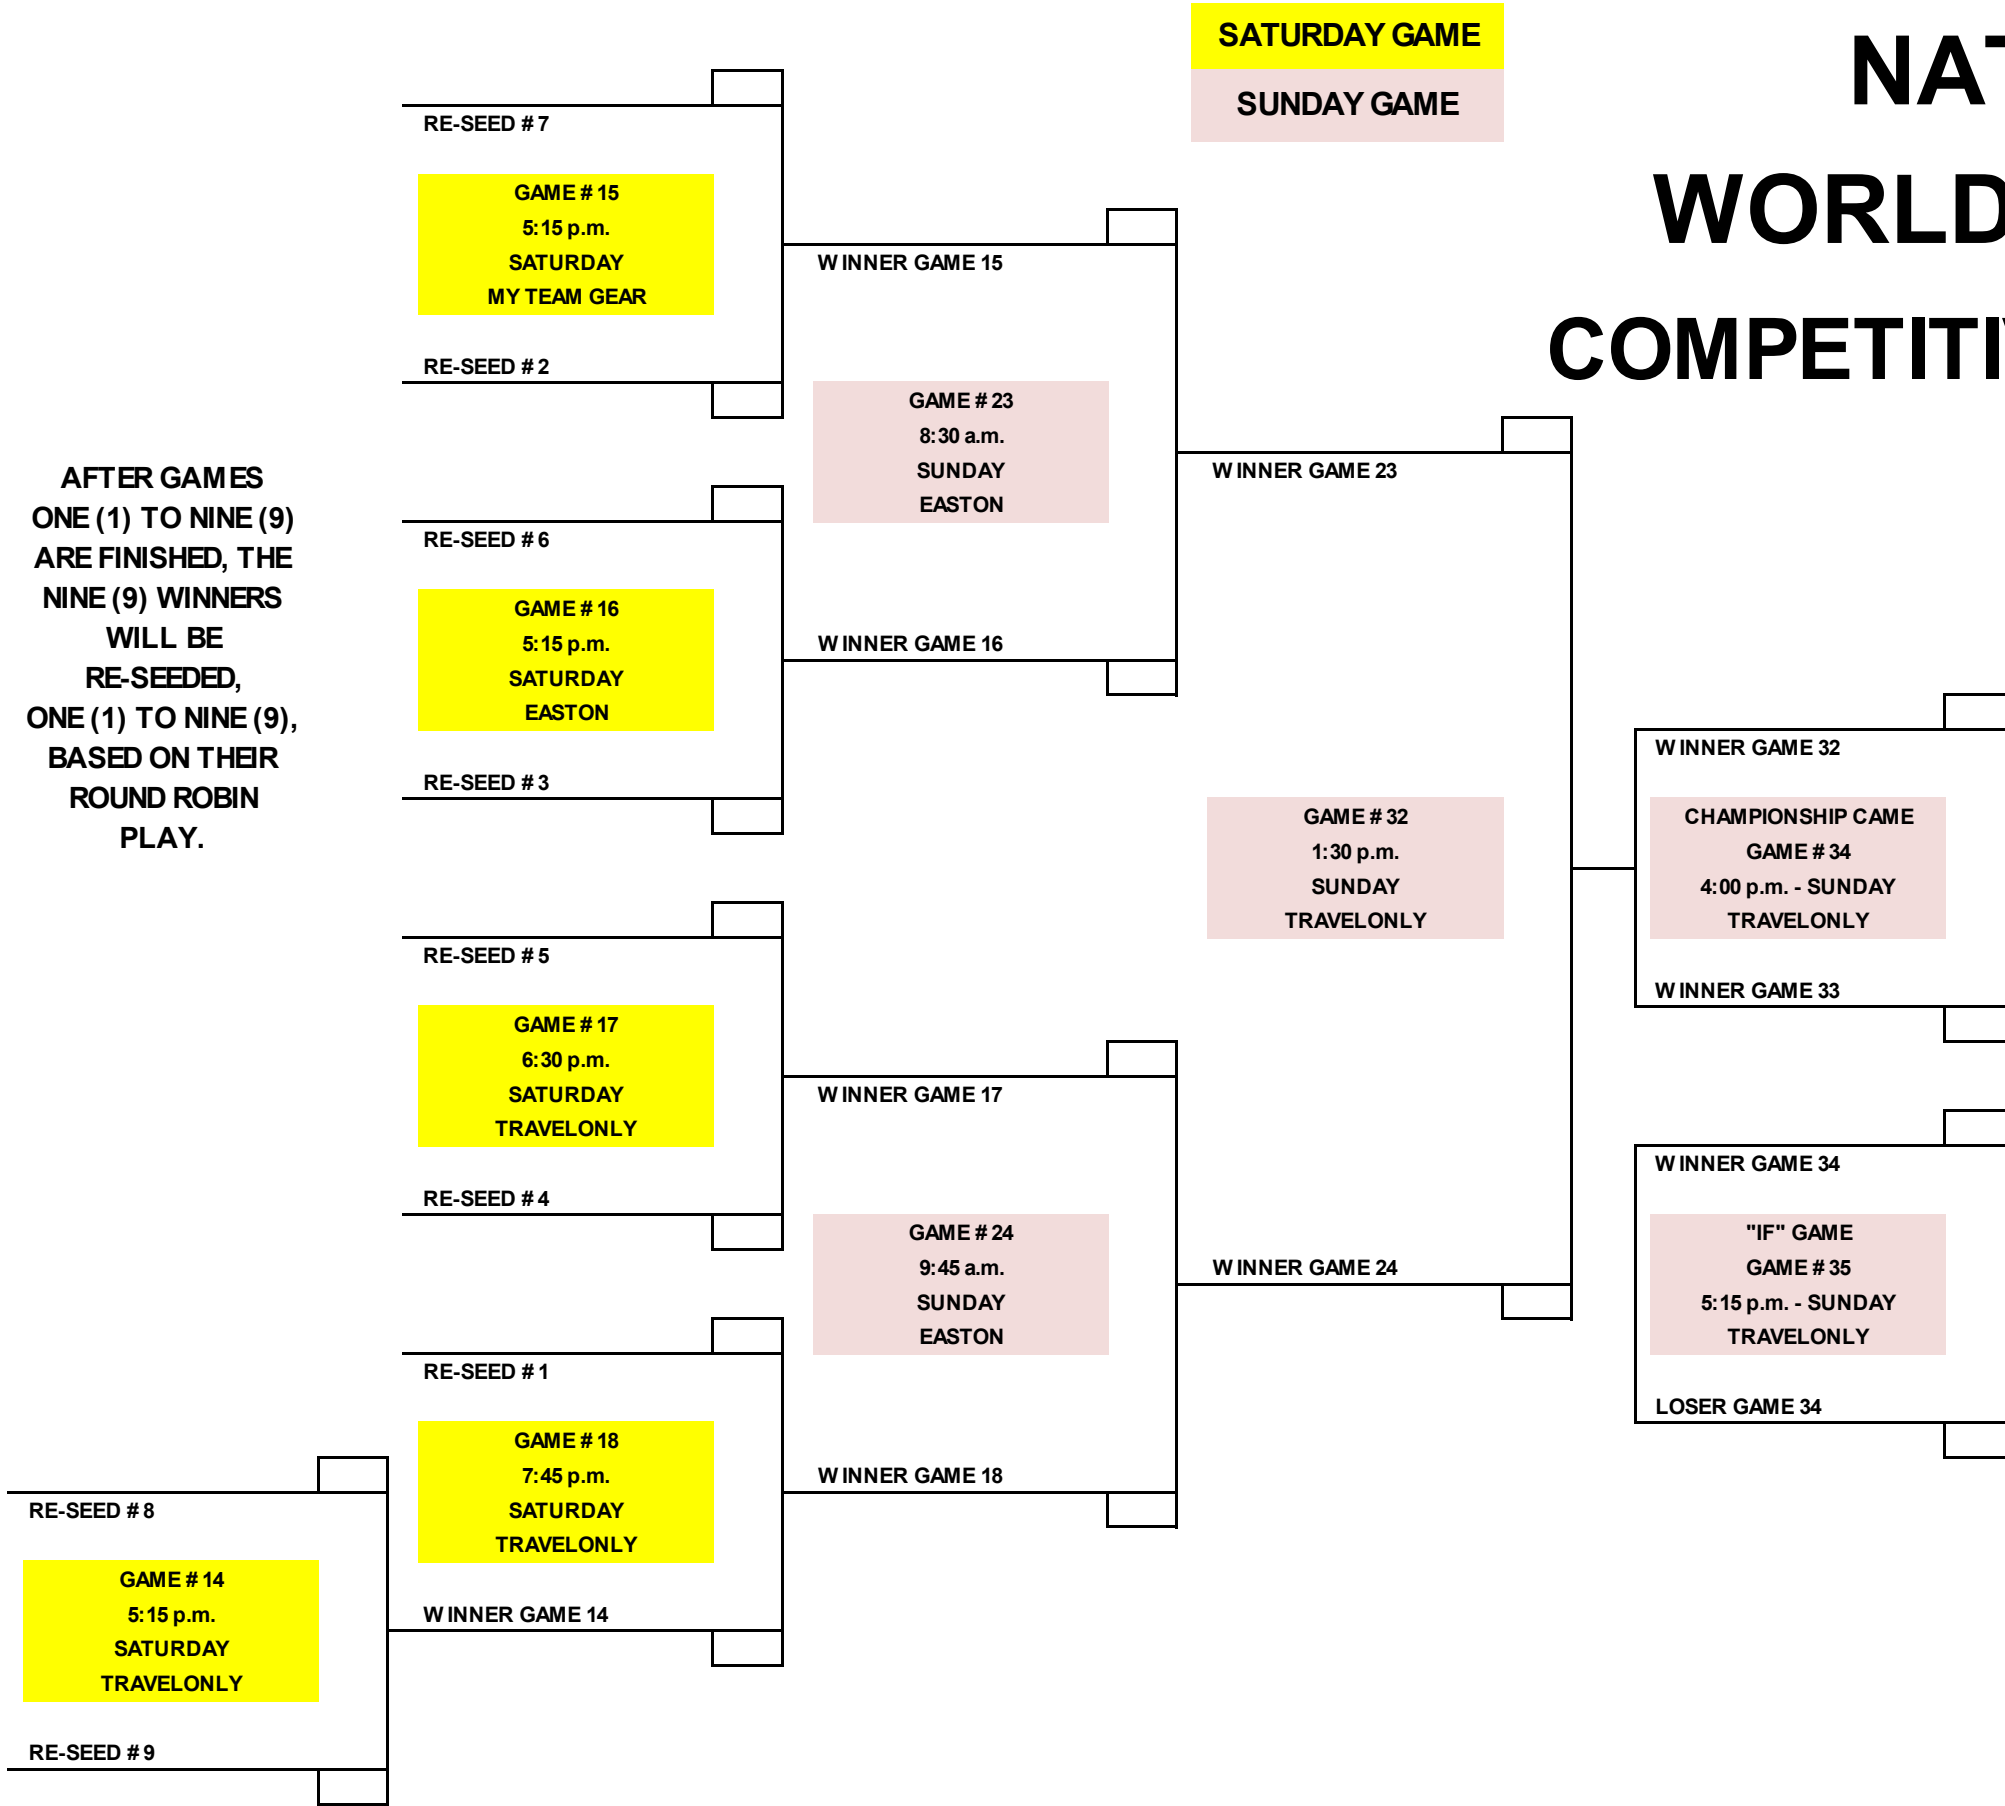 SATURDAY GAME
SUNDAY GAME
WORLD
COMPETITI
AFTER GAMES
ONE (1) TO NINE (9)
ARE FINISHED, THE
NINE (9) WINNERS
WILL BE
RE-SEEDED,
ONE (1) TO NINE (9),
BASED ON THEIR
ROUND ROBIN
PLAY.
RE-SEED # 8
GAME # 14
5:15 p.m.
SATURDAY
TRAVELONLY
RE-SEED # 9
RE-SEED # 7
GAME # 15
5:15 p.m.
SATURDAY
MY TEAM GEAR
RE-SEED # 2
RE-SEED # 6
GAME # 16
5:15 p.m.
SATURDAY
EASTON
RE-SEED # 3
RE-SEED # 5
GAME # 17
6:30 p.m.
SATURDAY
TRAVELONLY
RE-SEED # 4
RE-SEED # 1
GAME # 18
7:45 p.m.
SATURDAY
TRAVELONLY
WINNER GAME 14
WINNER GAME 15
GAME # 23
8:30 a.m.
SUNDAY
EASTON
WINNER GAME 16
WINNER GAME 17
GAME # 24
9:45 a.m.
SUNDAY
EASTON
WINNER GAME 18
WINNER GAME 23
GAME # 32
1:30 p.m.
SUNDAY
TRAVELONLY
WINNER GAME 24
WINNER GAME 32
CHAMPIONSHIP CAME
GAME # 34
4:00 p.m. - SUNDAY
TRAVELONLY
WINNER GAME 33
WINNER GAME 34
"IF" GAME
GAME # 35
5:15 p.m. - SUNDAY
TRAVELONLY
LOSER GAME 34